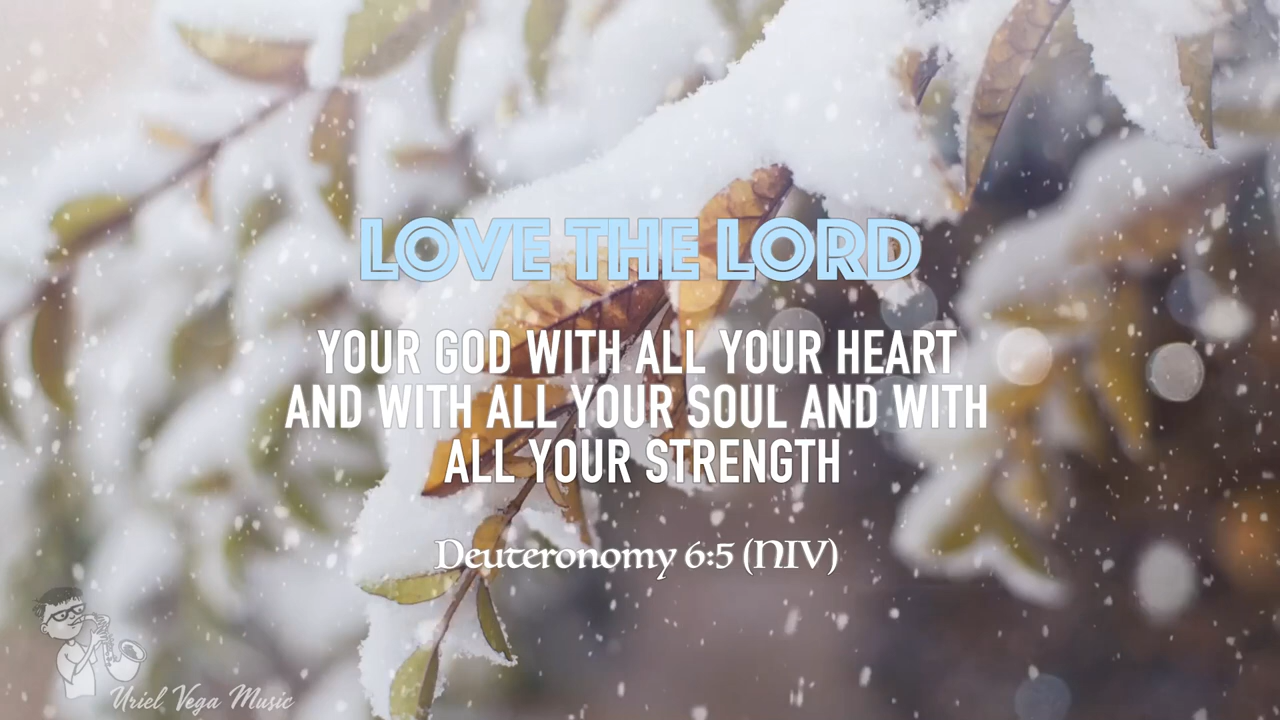 LOVE THE LORD
YOUR GOD WITH ALL YOUR HEART
AND WITH ALL YOUR SOUL AND WITH
ALL YOUR STRENGTH
Deuteronomy 6:5 (NIV)
Uriel Vega Music